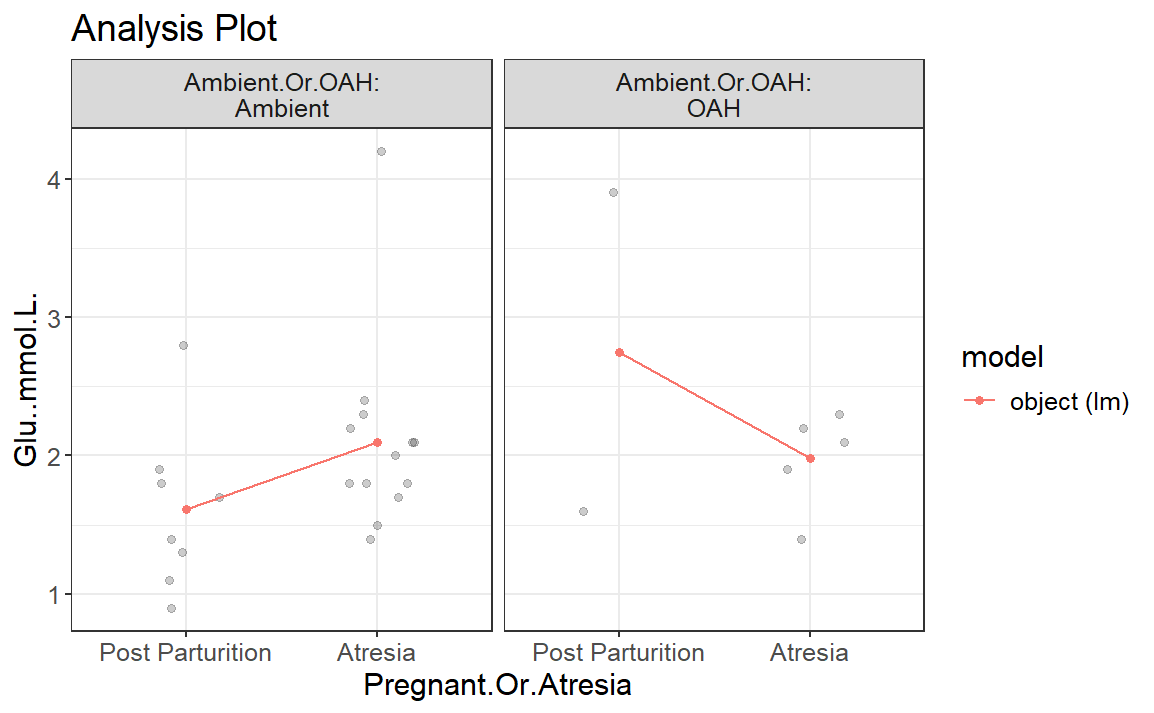 Analysis Plot
Ambient.Or.OAH:
Ambient
Ambient.Or.OAH:
OAH
4
3
2
1
Glu..mmol.L.
Post Parturition
Atresia
Post Parturition
Atresia
Pregnant.Or.Atresia
model
object (lm)